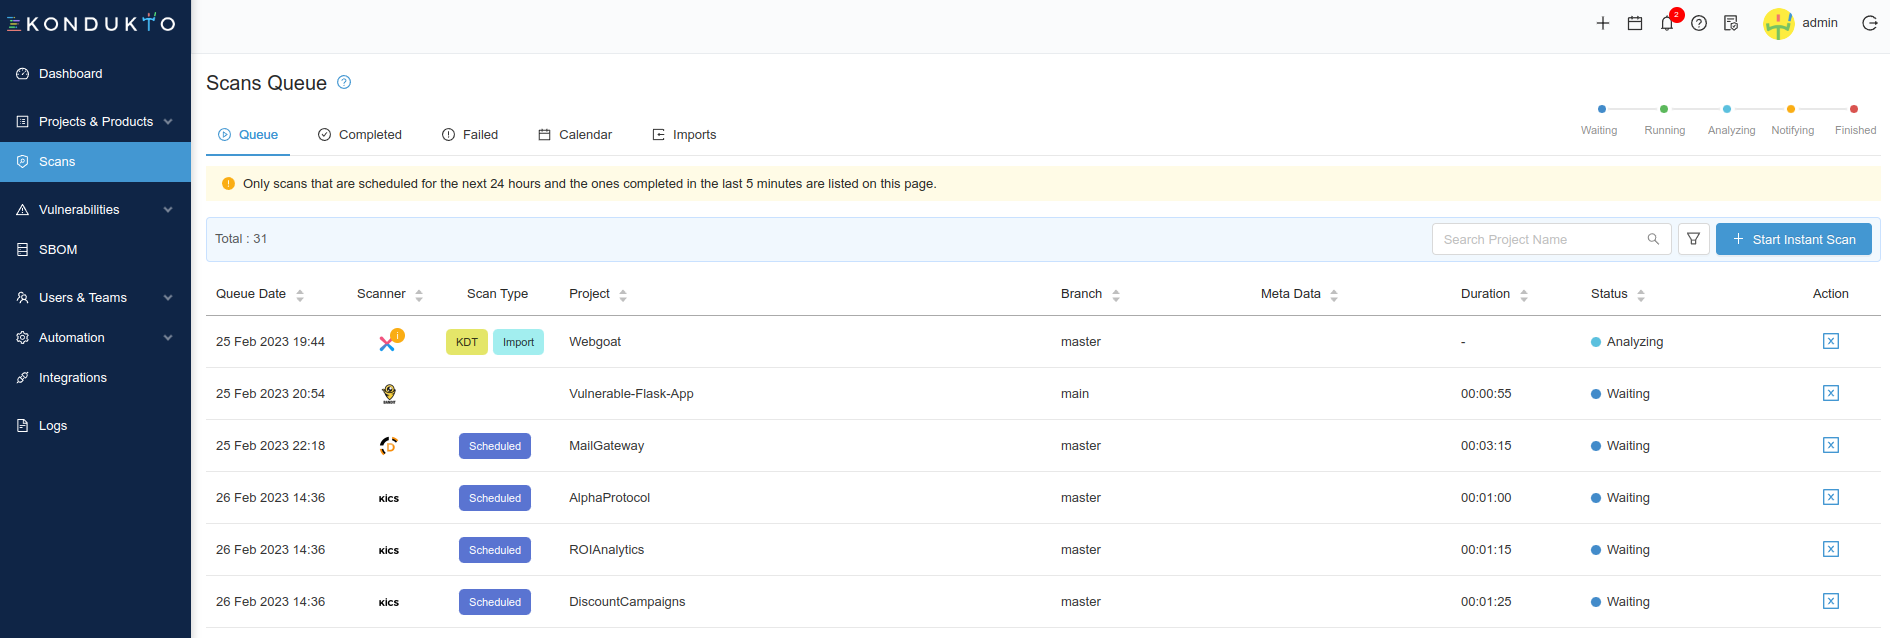 KONDUKTO
2
admin
Dashboard
Projects & Products
Scans
Vulnerabilities
SBOM
Users & Teams
Automation
Integrations
Logs
Scans Queue
Waiting Running Analyzing Notifying Finished
Queue Completed Failed Calendar Imports
Only scans that are scheduled for the next 24 hours and the ones completed in the last 5 minutes are listed on this page.
Total : 31 Search Project Name + Start Instant Scan
Queue Date Scanner Scan Type Project Branch Meta Data Duration Status Action
25 Feb 2023 19:44 KDT Import Webgoat master - Analyzing
25 Feb 2023 20:54 BANDIT Vulnerable-Flask-App main 00:00:55 Waiting
25 Feb 2023 22:18 D Scheduled MailGateway master 00:03:15 Waiting
26 Feb 2023 14:36 KICS Scheduled AlphaProtocol master 00:01:00 Waiting
26 Feb 2023 14:36 KICS Scheduled ROIAnalytics master 00:01:15 Waiting
26 Feb 2023 14:36 KICS Scheduled DiscountCampaigns master 00:01:25 Waiting